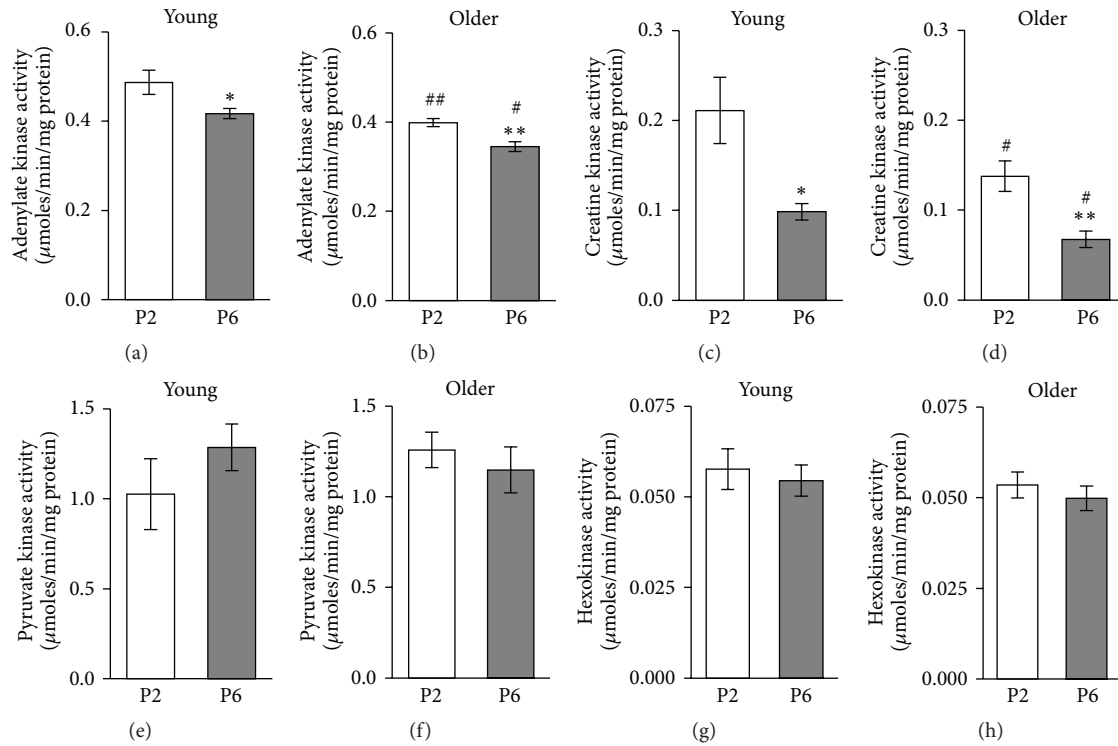 Young
Adenylate kinase activity
(μmoles/min/mg protein)
0.6
0.4
0.4
0.0
*
P2
P6
(a)
Older
Adenylate kinase activity
(μmoles/min/mg protein)
0.6
0.4
0.2
0.0
##
#
**
P2
P6
(b)
Young
Creatine kinase activity
(μmoles/min/mg protein)
0.3
0.2
0.1
0.0
*
P2
P6
(c)
Older
Creatine kinase activity
(μmoles/min/mg protein)
0.3
0.2
0.1
0.0
#
#
**
P2
P6
(d)
Young
Pyruvate kinase activity
(μmoles/min/mg protein)
1.5
1.0
0.5
0.0
P2
P6
(e)
Older
Pyruvate kinase activity
(μmoles/min/mg protein)
1.5
1.0
0.5
0.0
P2
P6
(f)
Young
Hexokinase activity
(μmoles/min/mg protein)
0.075
0.050
0.025
0.000
P2
P6
(g)
Older
Hexokinase activity
(μmoles/min/mg protein)
0.075
0.050
0.025
0.000
P2
P6
(h)